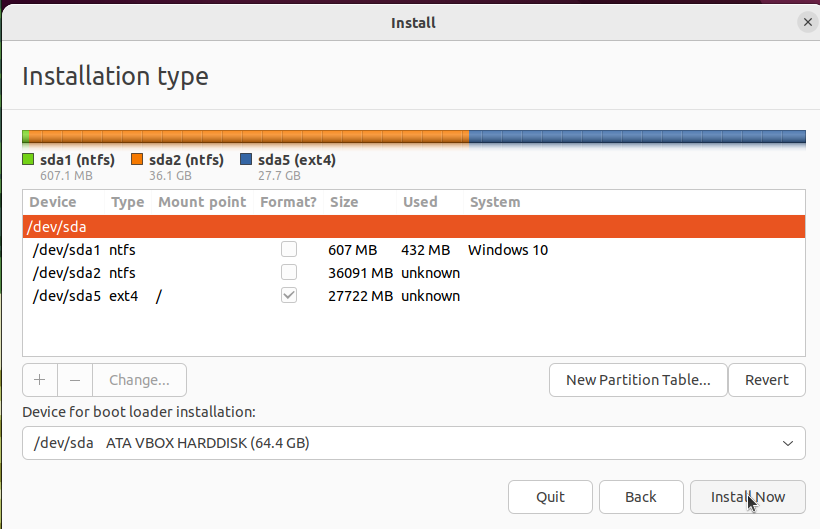 Install
Installation type
sda1 (ntfs) sda2 (ntfs) sda5 (ext4)
607.1 MB 36.1 GB 27.7 GB
Device Type Mount point Format? Size Used System
/dev/sda
/dev/sda1 ntfs 607 MB 432 MB Windows 10
/dev/sda2 ntfs 36091 MB unknown
/dev/sda5 ext4 / 27722 MB unknown
+ − Change... New Partition Table... Revert
Device for boot loader installation:
/dev/sda ATA VBOX HARDDISK (64.4 GB)
Quit Back Install Now